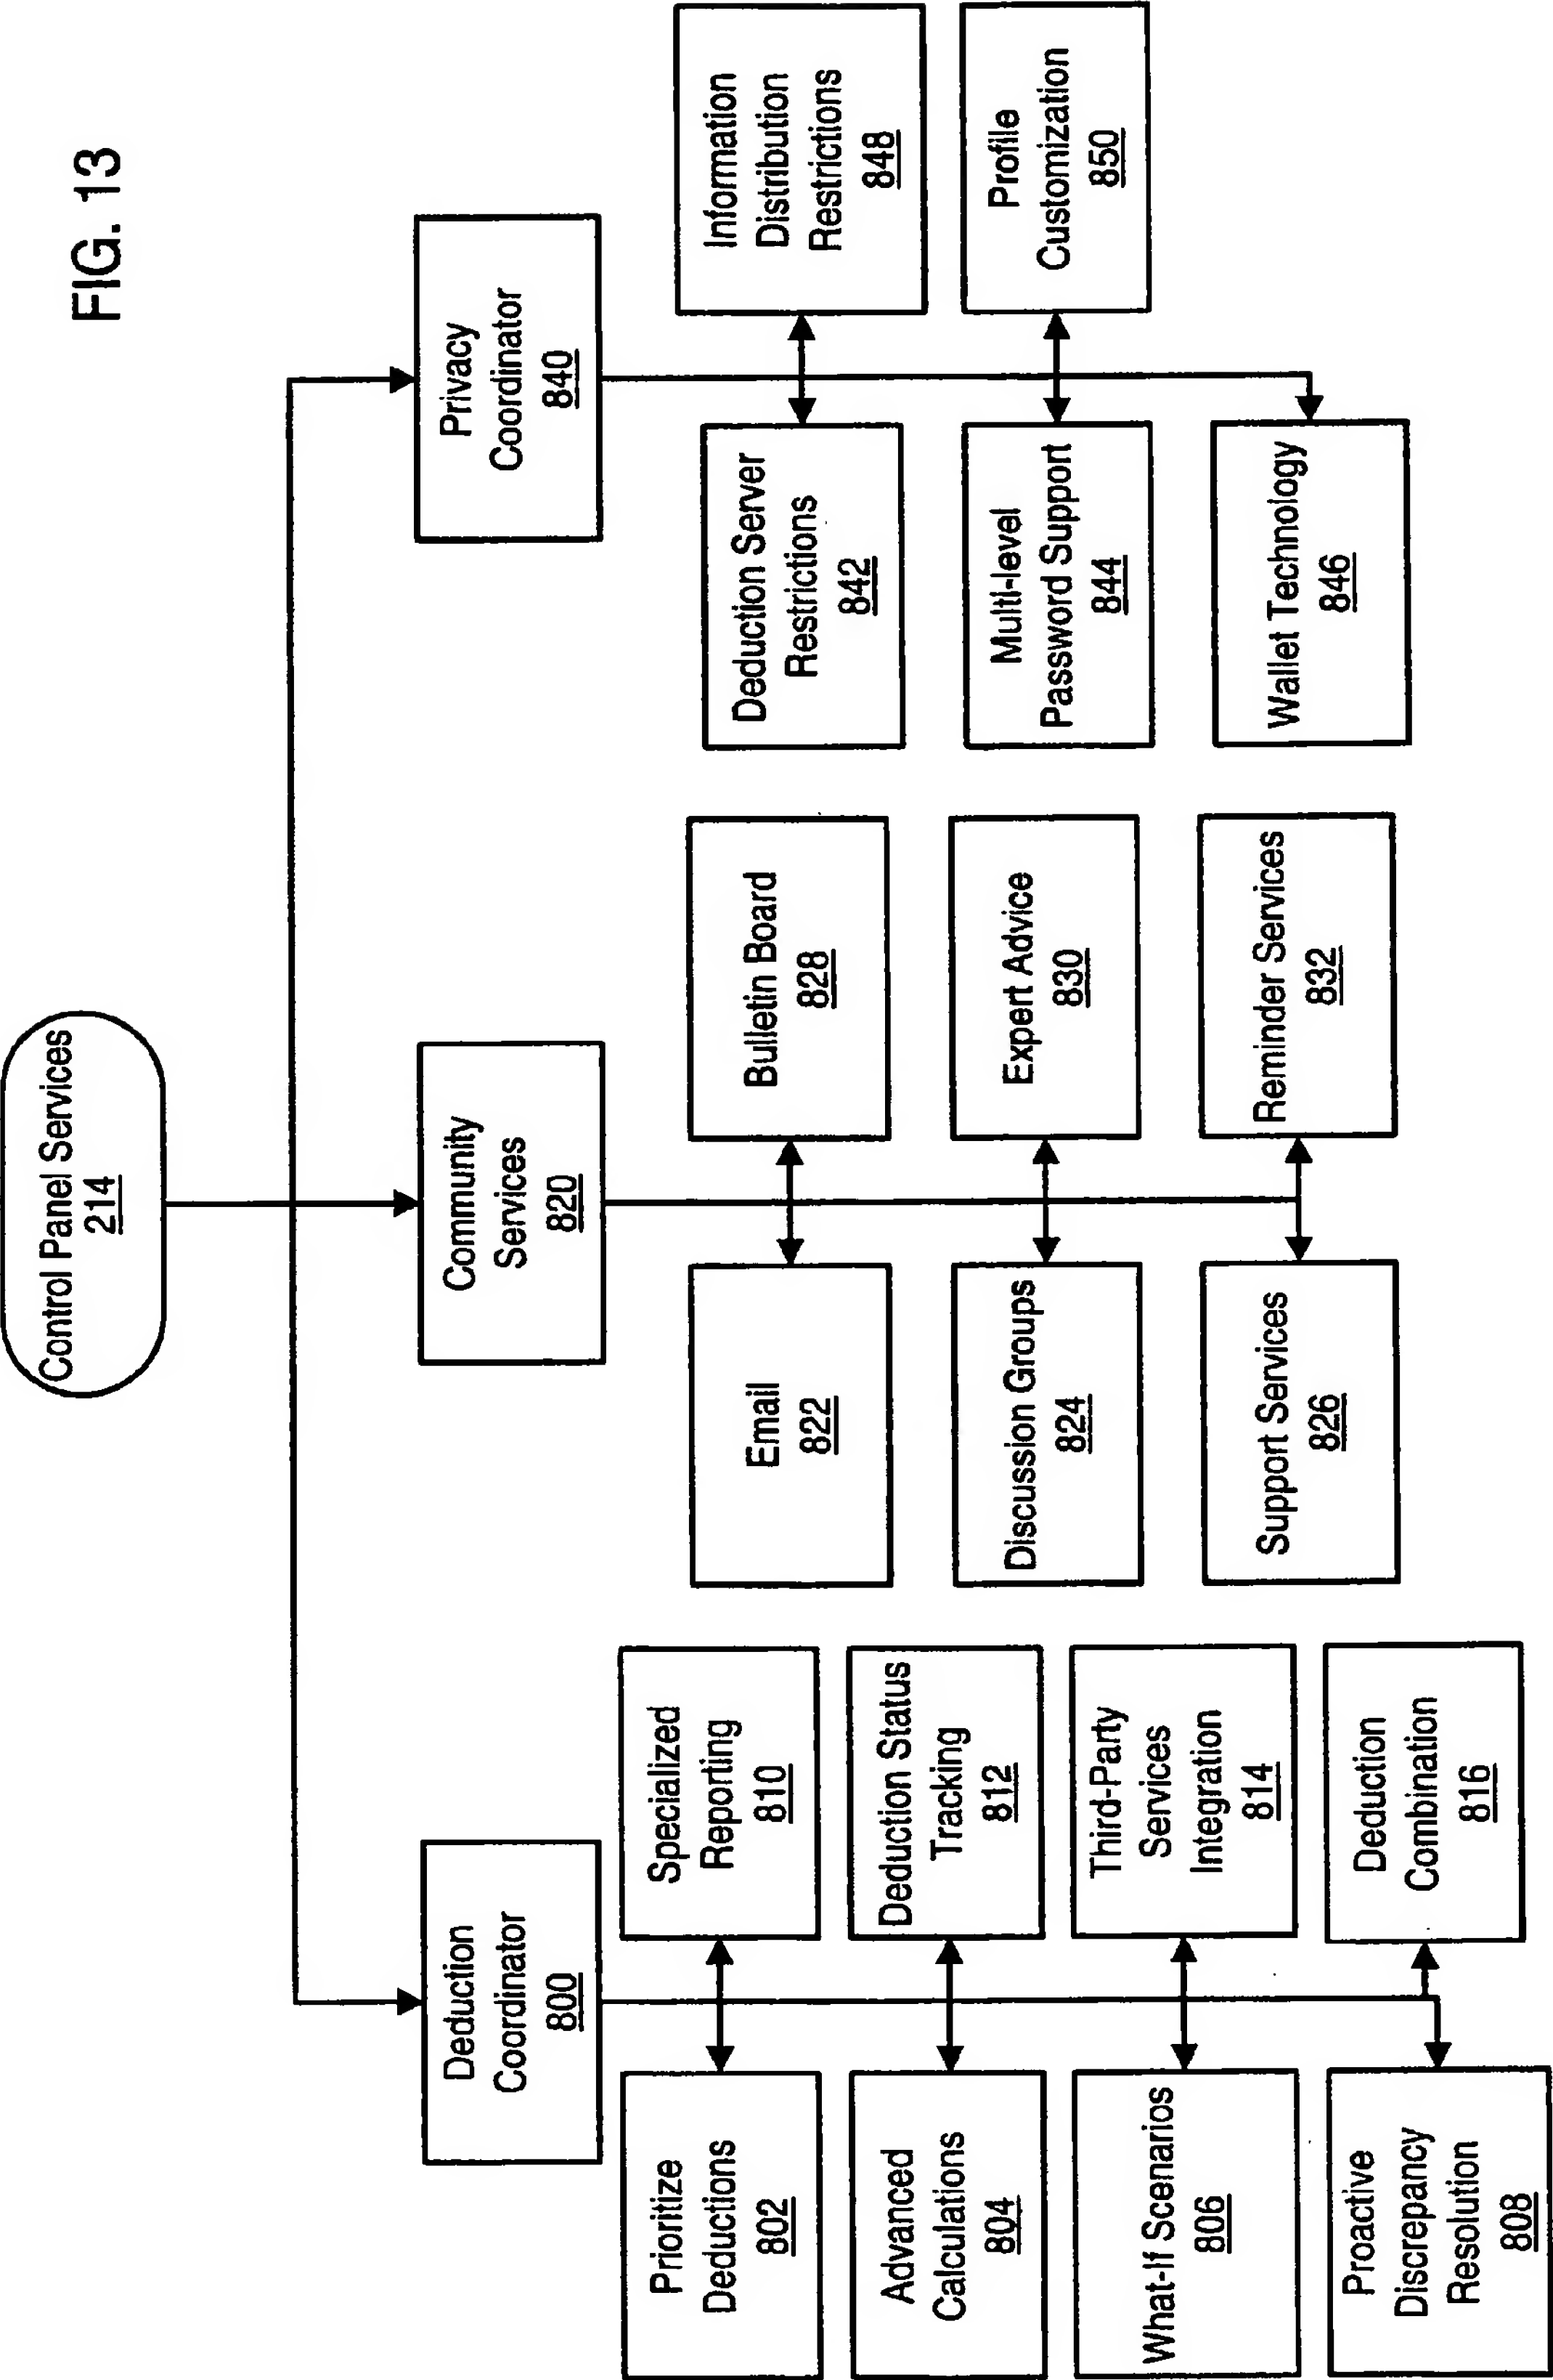 FIG. 13
Control Panel Services
214
Deduction
Coordinator
800
Community
Services
820
Privacy
Coordinator
840
Prioritize
Deductions
802
Specialized
Reporting
810
Advanced
Calculations
804
Deduction Status
Tracking
812
What-If Scenarios
806
Third-Party
Services
Integration
814
Proactive
Discrepancy
Resolution
808
Deduction
Combination
816
Email
822
Bulletin Board
828
Discussion Groups
824
Expert Advice
830
Support Services
826
Reminder Services
832
Deduction Server
Restrictions
842
Information
Distribution
Restrictions
848
Multi-level
Password Support
844
Profile
Customization
850
Wallet Technology
846